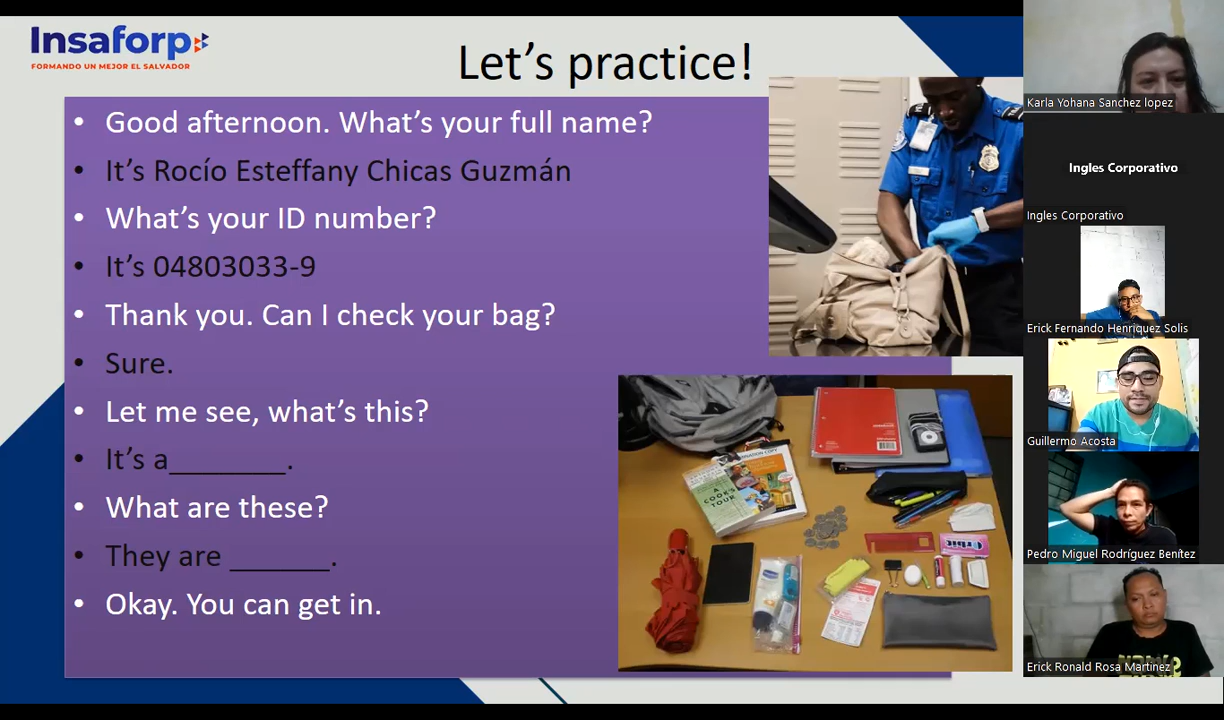 Insaforp
FORMANDO UN MEJOR EL SALVADOR
Let's practice!
• Good afternoon. What's your full name?
• It's Rocío Esteffany Chicas Guzmán
• What's your ID number?
• It's 04803033-9
• Thank you. Can I check your bag?
• Sure.
• Let me see, what's this?
• It's a_______.
• What are these?
• They are ______.
• Okay. You can get in.
A COOK'S TOUR
Orbit
Karla Yohana Sanchez lopez
Ingles Corporativo
Ingles Corporativo
Erick Fernando Henriquez Solis
Guillermo Acosta
Pedro Miguel Rodríguez Benítez
Erick Ronald Rosa Martinez